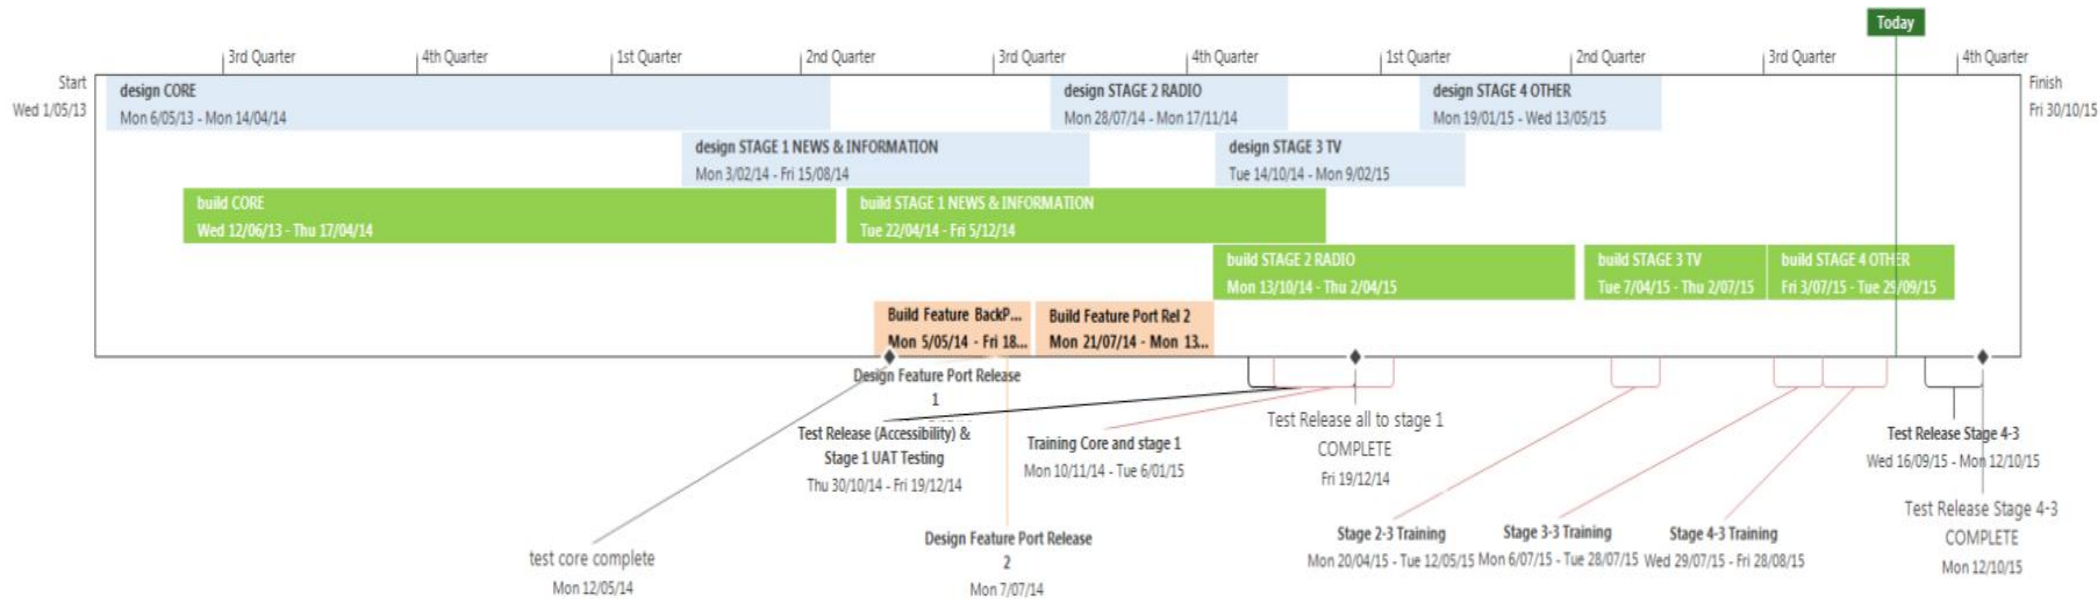 Today
3rd Quarter
4th Quarter
1st Quarter
2nd Quarter
3rd Quarter
4th Quarter
1st Quarter
2nd Quarter
3rd Quarter
4th Quarter
Start
Wed 1/05/13
Finish
Fri 30/10/15
design CORE
Mon 6/05/13 - Mon 14/04/14
design STAGE 2 RADIO
Mon 28/07/14 - Mon 17/11/14
design STAGE 4 OTHER
Mon 19/01/15 - Wed 13/05/15
design STAGE 1 NEWS & INFORMATION
Mon 3/02/14 - Fri 15/08/14
design STAGE 3 TV
Tue 14/10/14 - Mon 9/02/15
build CORE
Wed 12/06/13 - Thu 17/04/14
build STAGE 1 NEWS & INFORMATION
Tue 22/04/14 - Fri 5/12/14
build STAGE 2 RADIO
Mon 13/10/14 - Thu 2/04/15
build STAGE 3 TV
Tue 7/04/15 - Thu 2/07/15
build STAGE 4 OTHER
Fri 3/07/15 - Tue 29/09/15
Build Feature BackP...
Mon 5/05/14 - Fri 18...
Build Feature Port Rel 2
Mon 21/07/14 - Mon 13...
Design Feature Port Release
1
Test Release (Accessibility) &
Stage 1 UAT Testing
Thu 30/10/14 - Fri 19/12/14
Training Core and stage 1
Mon 10/11/14 - Tue 6/01/15
Test Release all to stage 1
COMPLETE
Fri 19/12/14
Test Release Stage 4-3
Wed 16/09/15 - Mon 12/10/15
Test Release Stage 4-3
COMPLETE
Mon 12/10/15
test core complete
Mon 12/05/14
Design Feature Port Release
2
Mon 7/07/14
Stage 2-3 Training
Mon 20/04/15 - Tue 12/05/15
Stage 3-3 Training
Mon 6/07/15 - Tue 28/07/15
Stage 4-3 Training
Wed 29/07/15 - Fri 28/08/15